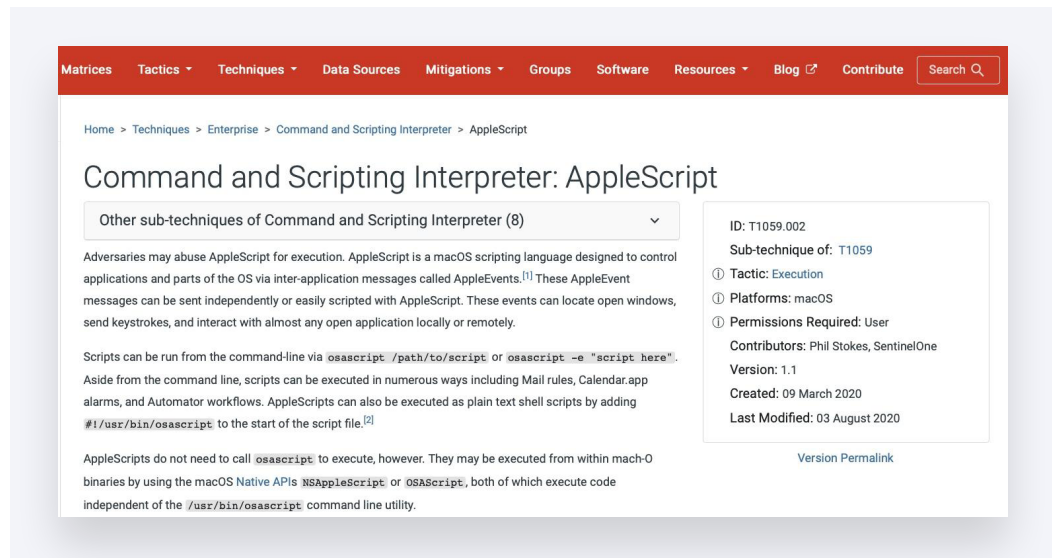 Matrices Tactics Techniques Data Sources Mitigations Groups Software Resources Blog Contribute Search
Home > Techniques > Enterprise > Command and Scripting Interpreter > AppleScript
Command and Scripting Interpreter: AppleScript
Other sub-techniques of Command and Scripting Interpreter (8)
Adversaries may abuse AppleScript for execution. AppleScript is a macOS scripting language designed to control
applications and parts of the OS via inter-application messages called AppleEvents.[1] These AppleEvent
messages can be sent independently or easily scripted with AppleScript. These events can locate open windows,
send keystrokes, and interact with almost any open application locally or remotely.
Scripts can be run from the command-line via osascript /path/to/script or osascript -e "script here".
Aside from the command line, scripts can be executed in numerous ways including Mail rules, Calendar.app
alarms, and Automator workflows. AppleScripts can also be executed as plain text shell scripts by adding
#!/usr/bin/osascript to the start of the script file.[2]
AppleScripts do not need to call osascript to execute, however. They may be executed from within mach-O
binaries by using the macOS Native APIs NSAppleScript or OSAScript, both of which execute code
independent of the /usr/bin/osascript command line utility.
ID: T1059.002
Sub-technique of: T1059
ⓘ Tactic: Execution
ⓘ Platforms: macOS
ⓘ Permissions Required: User
Contributors: Phil Stokes, SentinelOne
Version: 1.1
Created: 09 March 2020
Last Modified: 03 August 2020
Version Permalink